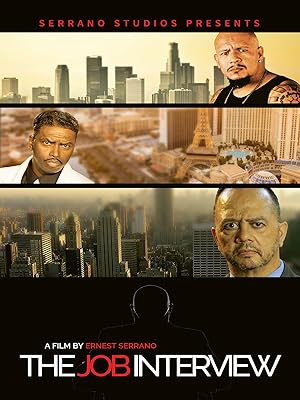 SERRANO STUDIOS PRESENTS
A FILM BY ERNEST SERRANO
THE JOB INTERVIEW